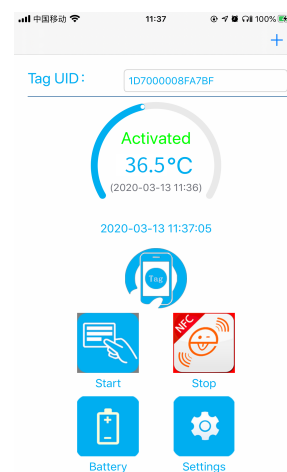 中国移动 11:37 100%
+
Tag UID: 1D7000008FA7BF
Activated
36.5°C
(2020-03-13 11:36)
2020-03-13 11:37:05
Tag
NFC
Start Stop
Battery Settings